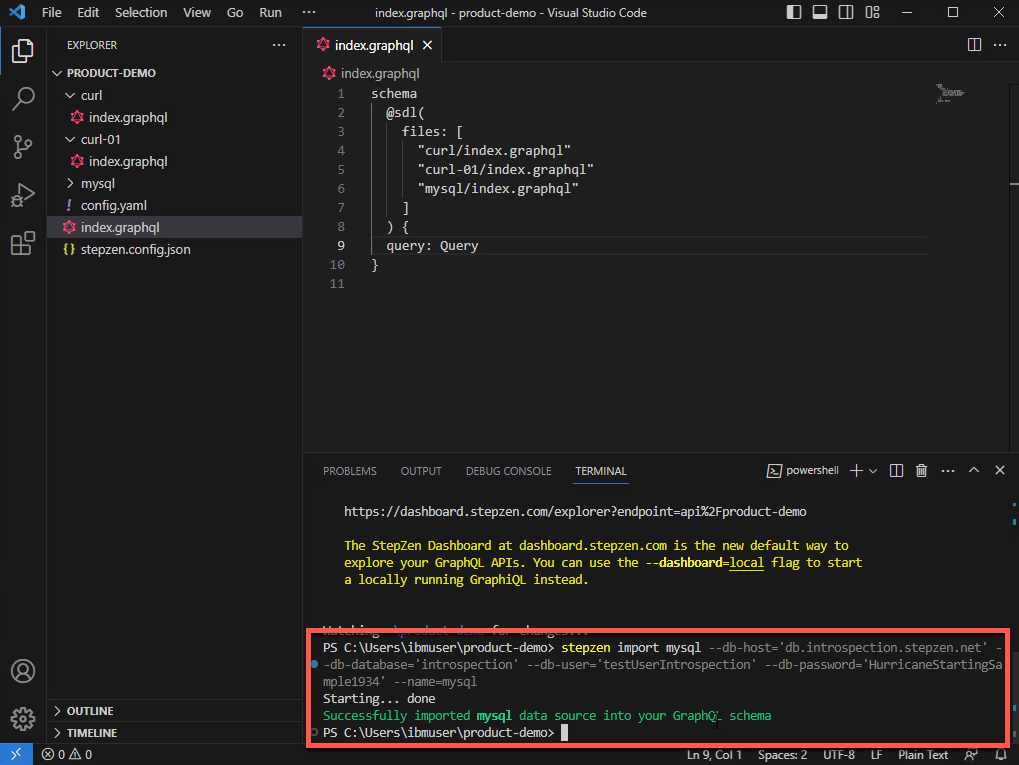 File Edit Selection View Go Run ··· index.graphql - product-demo - Visual Studio Code
EXPLORER ···
PRODUCT-DEMO
curl
index.graphql
curl-01
index.graphql
mysql
! config.yaml
index.graphql
{} stepzen.config.json
OUTLINE
TIMELINE
index.graphql
index.graphql
1 schema
2 @sdl(
3 files: [
4 "curl/index.graphql"
5 "curl-01/index.graphql"
6 "mysql/index.graphql"
7 ]
8 ) {
9 query: Query
10 }
11
PROBLEMS OUTPUT DEBUG CONSOLE TERMINAL powershell
https://dashboard.stepzen.com/explorer?endpoint=api%2Fproduct-demo
The StepZen Dashboard at dashboard.stepzen.com is the new default way to
explore your GraphQL APIs. You can use the --dashboard=local flag to start
a locally running GraphiQL instead.
Watching \product-demo for changes...
PS C:\Users\ibmuser\product-demo> stepzen import mysql --db-host='db.introspection.stepzen.net' -
-db-database='introspection' --db-user='testUserIntrospection' --db-password='HurricaneStartingSa
mple1934' --name=mysql
Starting... done
Successfully imported mysql data source into your GraphQL schema
PS C:\Users\ibmuser\product-demo>
0 0 Ln 9, Col 1 Spaces: 2 UTF-8 LF Plain Text